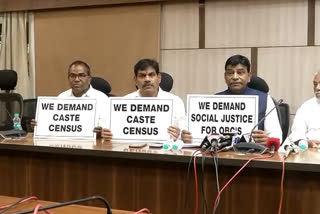 WE DEMAND
CASTE
CENSUS
WE DEMAND
CASTE
CENSUS
WE DEMAND
SOCIAL JUSTICE
FOR OBC'S